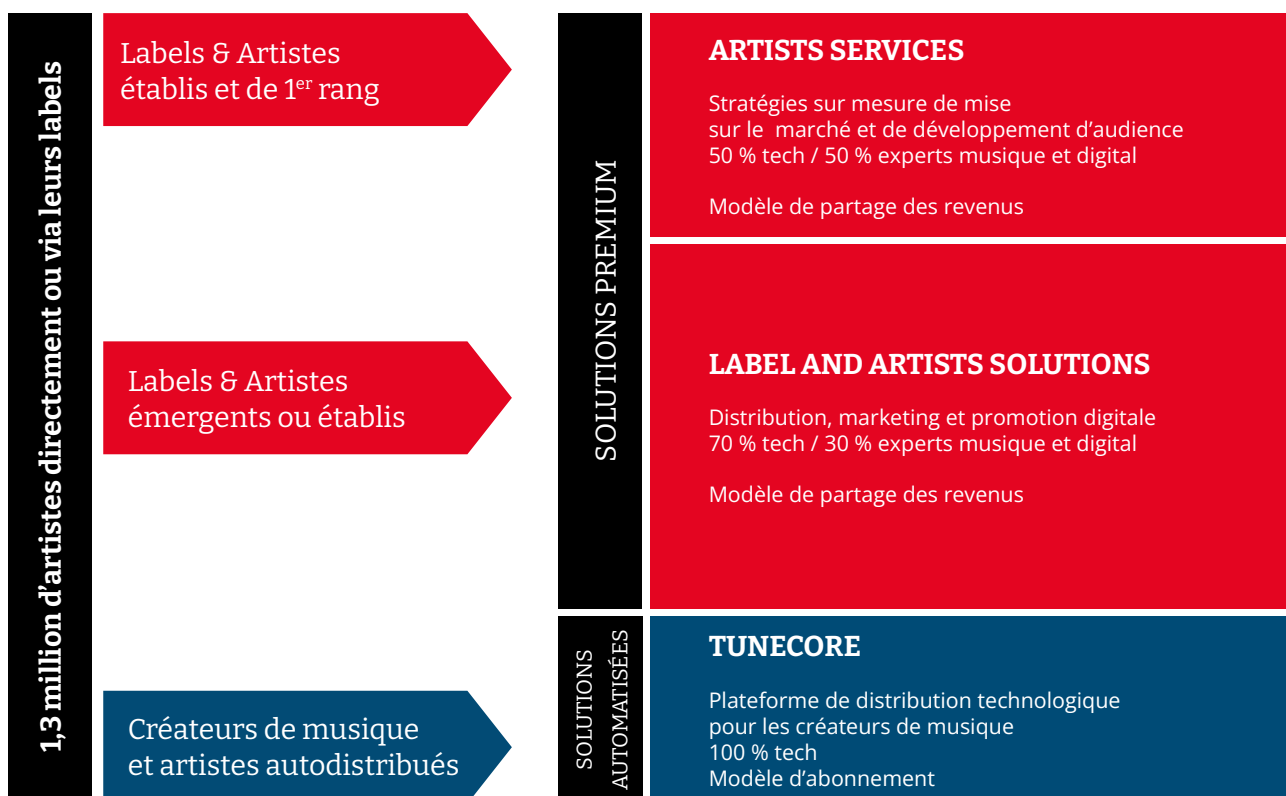 1,3 million d’artistes directement ou via leurs labels
Labels & Artistes
établis et de 1er rang
Labels & Artistes
émergents ou établis
Créateurs de musique
et artistes autodistribués
SOLUTIONS PREMIUM
ARTISTS SERVICES
Stratégies sur mesure de mise
sur le marché et de développement d’audience
50 % tech / 50 % experts musique et digital
Modèle de partage des revenus
LABEL AND ARTISTS SOLUTIONS
Distribution, marketing et promotion digitale
70 % tech / 30 % experts musique et digital
Modèle de partage des revenus
SOLUTIONS
AUTOMATISÉES
TUNECORE
Plateforme de distribution technologique
pour les créateurs de musique
100 % tech
Modèle d’abonnement